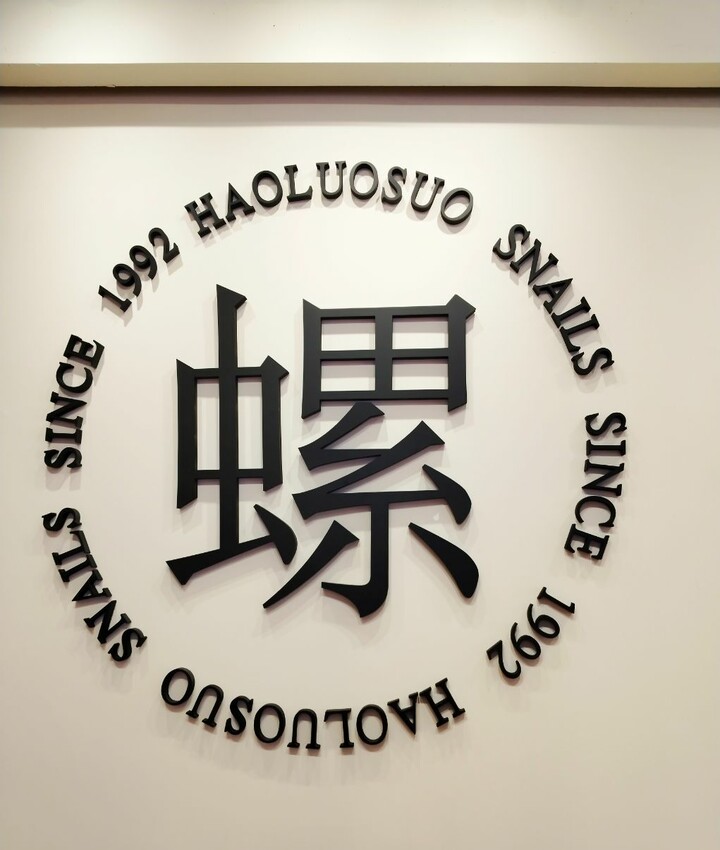 HAOLUOSUO SNAILS SINCE 1992 HAOLUOSUO SNAILS SINCE 1992
螺